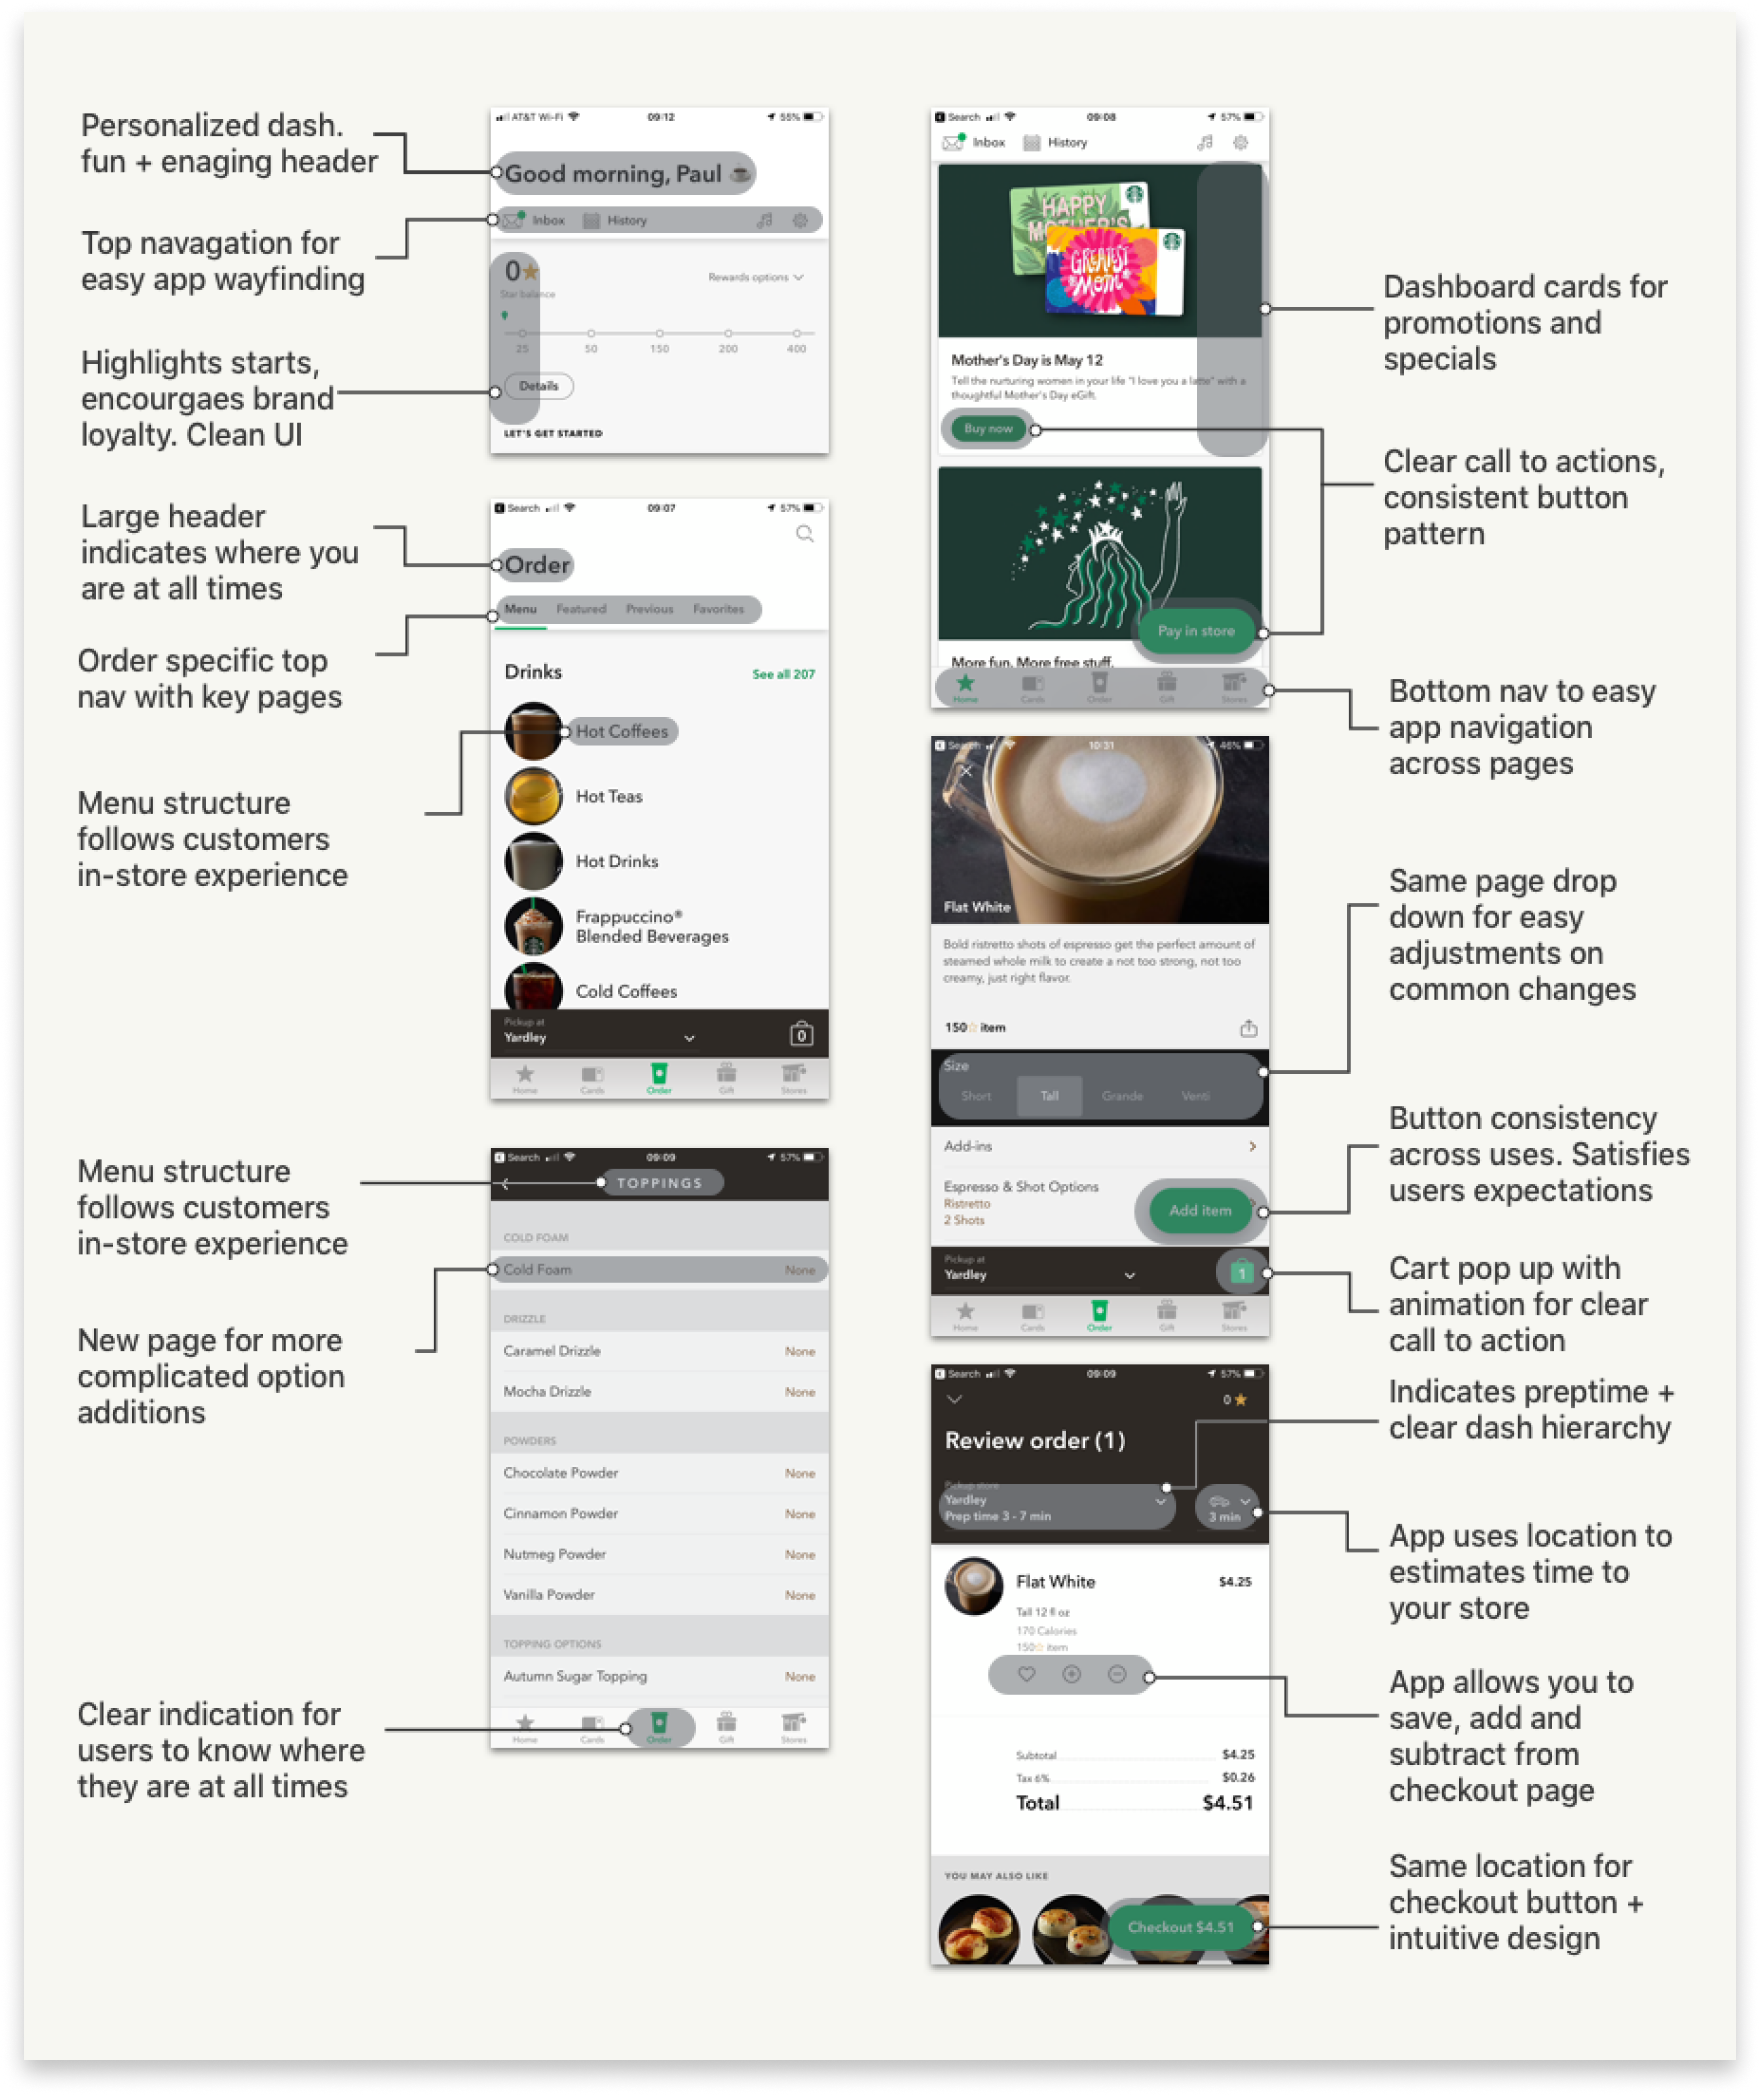 Personalized dash.
fun + enaging header
Top navagation for
easy app wayfinding
Highlights starts,
encourgaes brand
loyalty. Clean UI
Large header
indicates where you
are at all times
Order specific top
nav with key pages
Menu structure
follows customers
in-store experience
Menu structure
follows customers
in-store experience
New page for more
complicated option
additions
Clear indication for
users to know where
they are at all times
AT&T Wi-Fi 09:12 55%
Good morning, Paul
Inbox History
0
Star balance
Rewards options
25 50 150 200 400
Details
LET'S GET STARTED
Search 09:07 57%
Order
Menu Featured Previous Favorites
Drinks See all 207
Hot Coffees
Hot Teas
Hot Drinks
Frappuccino®
Blended Beverages
Cold Coffees
Pickup at
Yardley 0
Home Cards Order Gift Stores
Search 09:09 57%
TOPPINGS
COLD FOAM
Cold Foam None
DRIZZLE
Caramel Drizzle None
Mocha Drizzle None
POWDERS
Chocolate Powder None
Cinnamon Powder None
Nutmeg Powder None
Vanilla Powder None
TOPPING OPTIONS
Autumn Sugar Topping None
Home Cards Order Gift Stores
Search 09:08 57%
Inbox History
HAPPY
MOTHER'S
GREATEST
MOM
Mother's Day is May 12
Tell the nurturing women in your life "I love you a latte" with a
thoughtful Mother's Day eGift.
Buy now
Pay in store
More fun. More free stuff.
Home Cards Order Gift Stores
Search 10:31 46%
Flat White
Bold ristretto shots of espresso get the perfect amount of
steamed whole milk to create a not too strong, not too
creamy, just right flavor.
150☆ item
Size
Short Tall Grande Venti
Add-ins
Espresso & Shot Options
Ristretto
2 Shots
Add item
Pickup at
Yardley 1
Home Cards Order Gift Stores
Search 09:09 57%
0★
Review order (1)
Pickup store
Yardley
Prep time 3 - 7 min 3 min
Flat White $4.25
Tall 12 fl oz
170 Calories
150☆ item
Subtotal $4.25
Tax 6% $0.26
Total $4.51
YOU MAY ALSO LIKE
Checkout $4.51
Dashboard cards for
promotions and
specials
Clear call to actions,
consistent button
pattern
Bottom nav to easy
app navigation
across pages
Same page drop
down for easy
adjustments on
common changes
Button consistency
across uses. Satisfies
users expectations
Cart pop up with
animation for clear
call to action
Indicates preptime +
clear dash hierarchy
App uses location to
estimates time to
your store
App allows you to
save, add and
subtract from
checkout page
Same location for
checkout button +
intuitive design